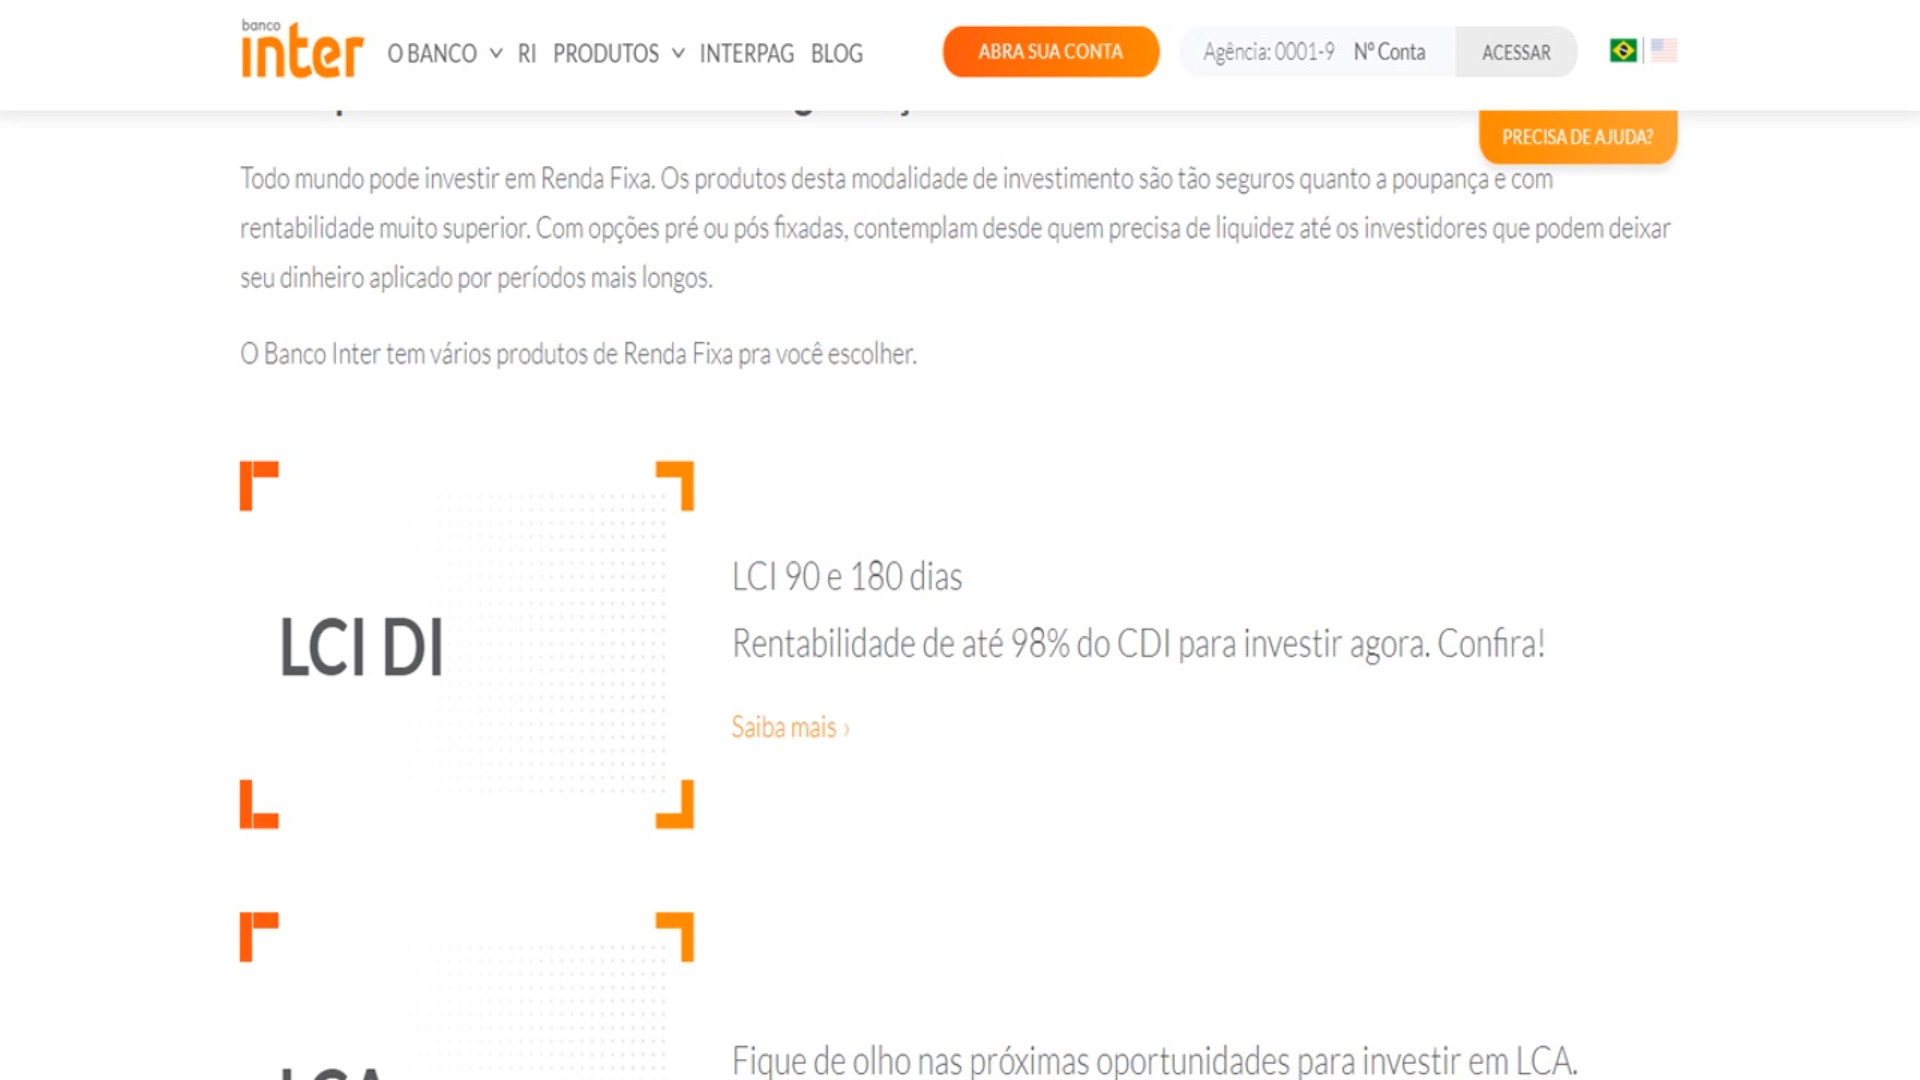 banco
inter
O BANCO RI PRODUTOS INTERPAG BLOG
ABRA SUA CONTA
Agência: 0001-9 Nº Conta
ACESSAR
PRECISA DE AJUDA?
Todo mundo pode investir em Renda Fixa. Os produtos desta modalidade de investimento são tão seguros quanto a poupança e com
rentabilidade muito superior. Com opções pré ou pós fixadas, contemplam desde quem precisa de liquidez até os investidores que podem deixar
seu dinheiro aplicado por períodos mais longos.
O Banco Inter tem vários produtos de Renda Fixa pra você escolher.
LCI DI
LCI 90 e 180 dias
Rentabilidade de até 98% do CDI para investir agora. Confira!
Saiba mais ›
LCA
Fique de olho nas próximas oportunidades para investir em LCA.